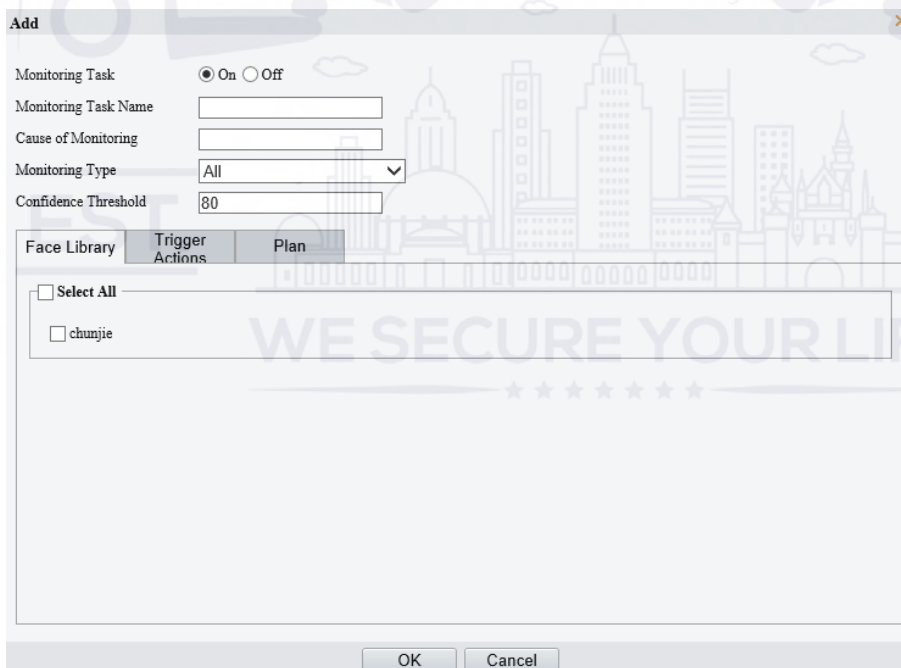 Add
Monitoring Task On Off
Monitoring Task Name
Cause of Monitoring
Monitoring Type All
Confidence Threshold 80
EST
Face Library Trigger Actions Plan
Select All
chunjie
WE SECURE YOUR
OK Cancel